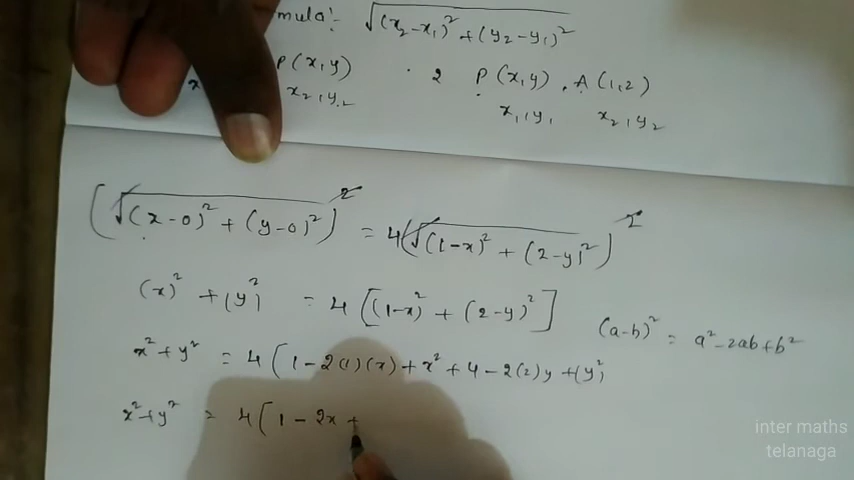 mula:- √(x₂-x₁)² + (y₂-y₁)²
P(x,y) . 2 P(x,y) , A(1,2)
x x₂,y₂ x₁,y₁ x₂,y₂
(√(x-0)² + (y-0)²)² = 4(√(1-x)² + (2-y)²)²
(x)² + (y)² = 4[(1-x)² + (2-y)²] (a-b)² = a²-2ab+b²
x²+y² = 4(1-2(1)(x)+x²+4-2(2)y+(y)²
x²+y² = 4[1-2x+
inter maths
telanaga